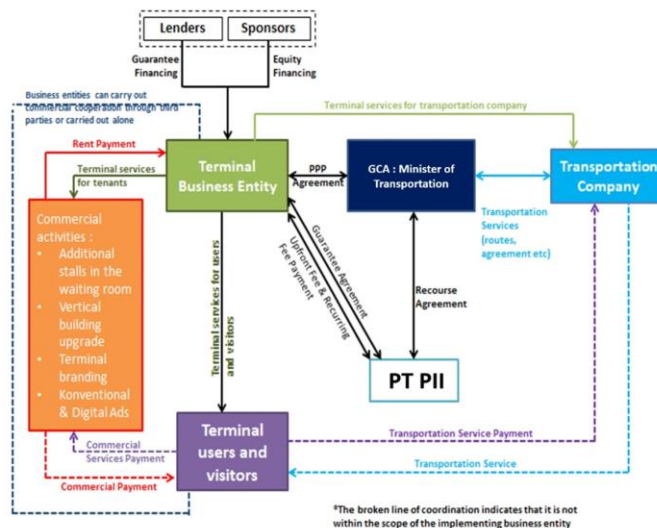 Lenders
Sponsors
Guarantee
Financing
Equity
Financing
Business entities can carry out
commercial cooperation through third
parties or carried out alone
Terminal services for transportation company
Rent Payment
Terminal
Business Entity
PPP
Agreement
GCA : Minister of
Transportation
Transportation
Company
Terminal services
for tenants
Commercial
activities :
• Additional
stalls in the
waiting room
• Vertical
building
upgrade
• Terminal
branding
• Konventional
& Digital Ads
Terminal services for users
and visitors
Guarantee Agreement
Upfront Fee & Recurring
Fee Payment
Transportation
Services
(routes,
agreement etc)
Recourse
Agreement
PT PII
Terminal
users and
visitors
Commercial
Services Payment
Commercial Payment
Transportation Service Payment
Transportation Service
*The broken line of coordination indicates that it is not
within the scope of the implementing business entity